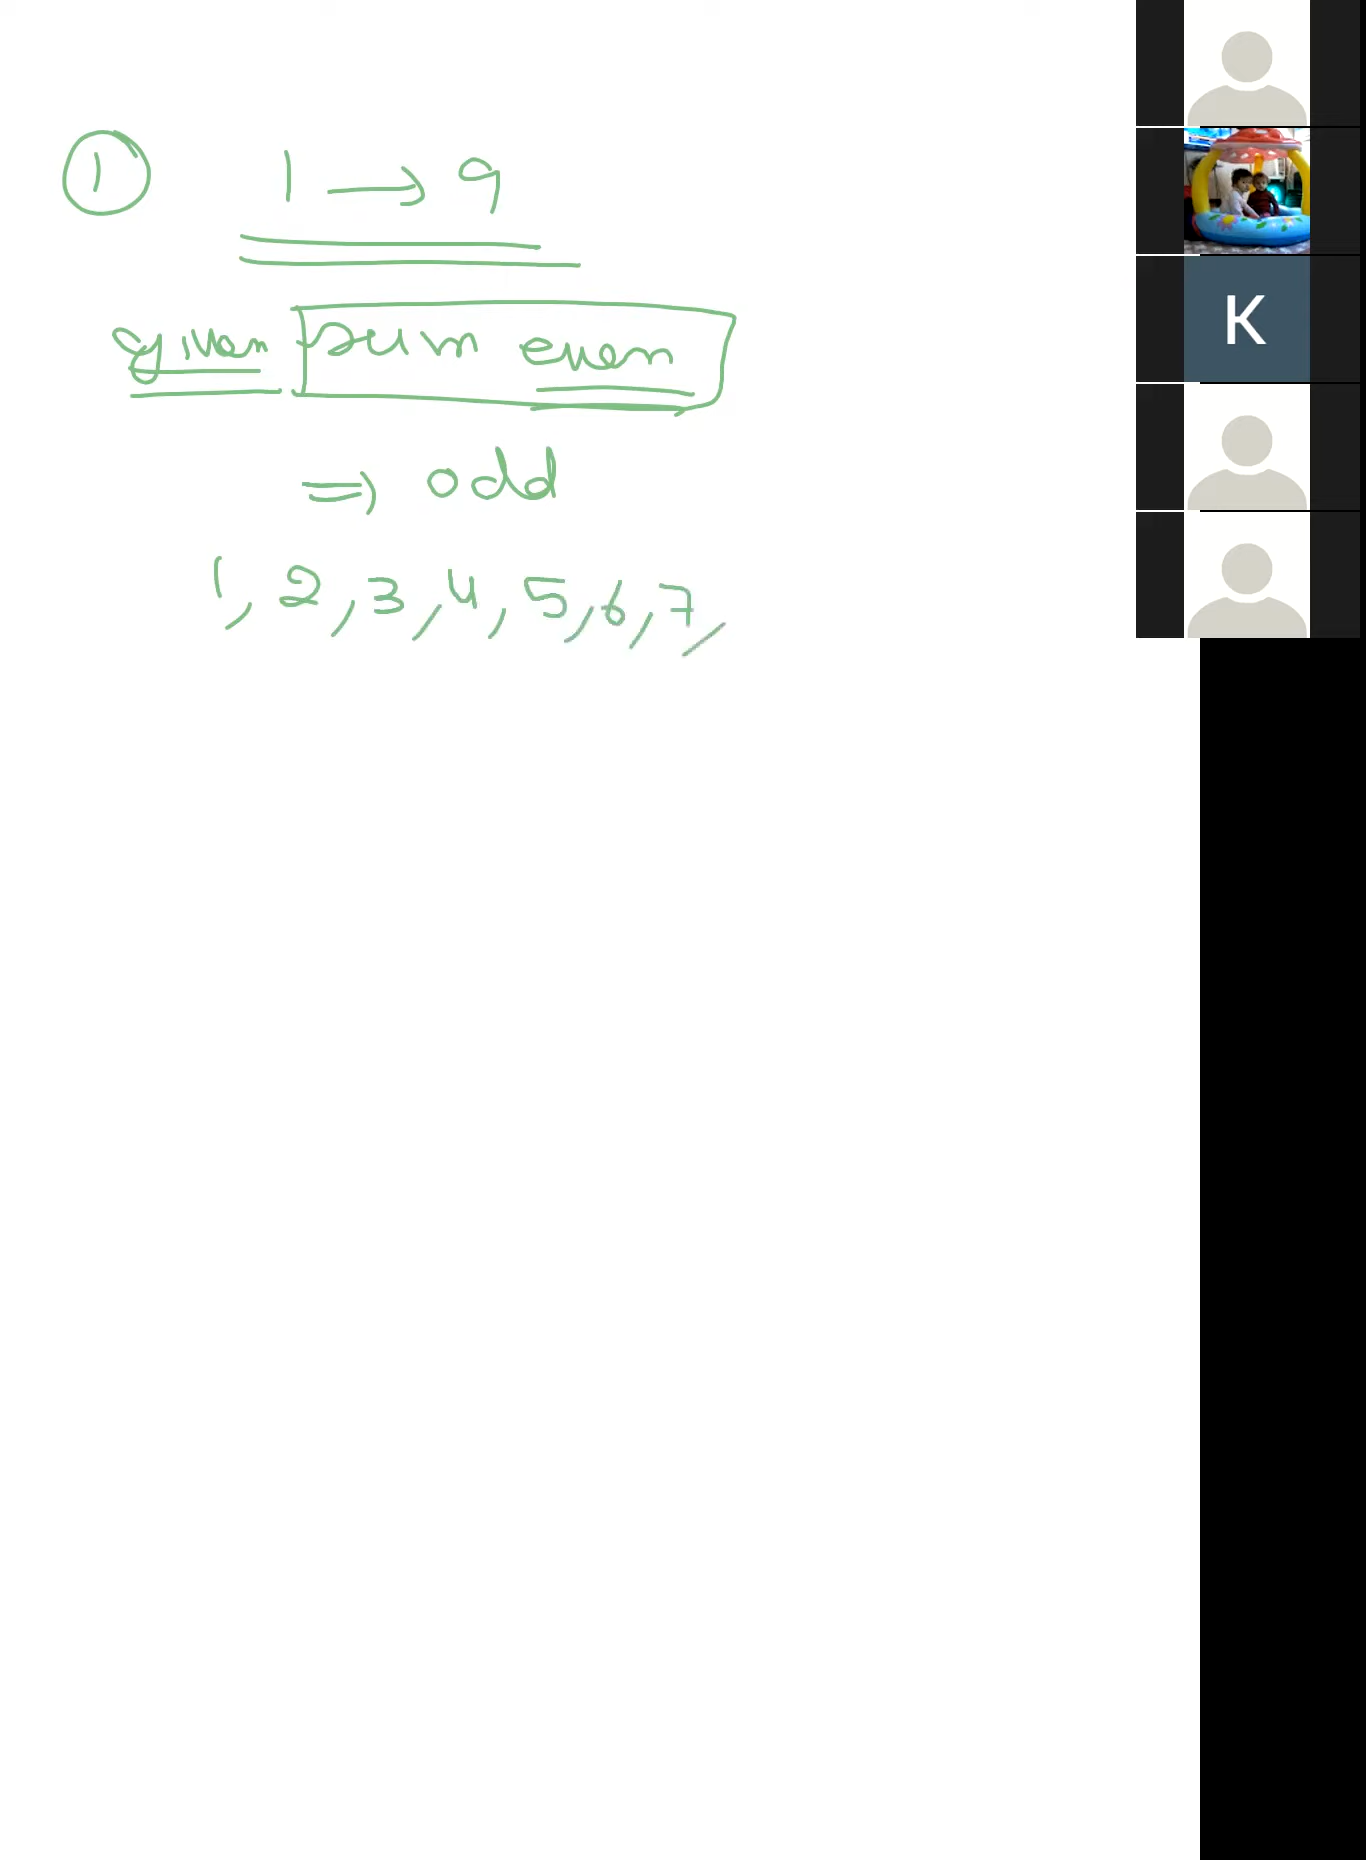 1
1 → 9
given sum even
⇒ odd
1, 2, 3, 4, 5, 6, 7,
K